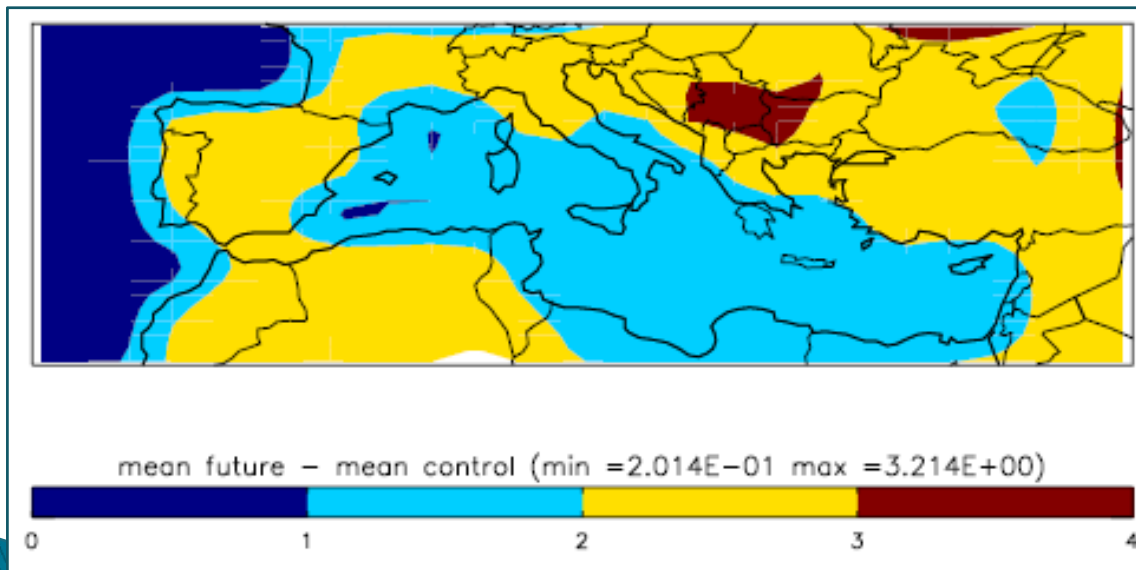 mean future – mean control (min =2.014E-01 max =3.214E+00)
0 1 2 3 4